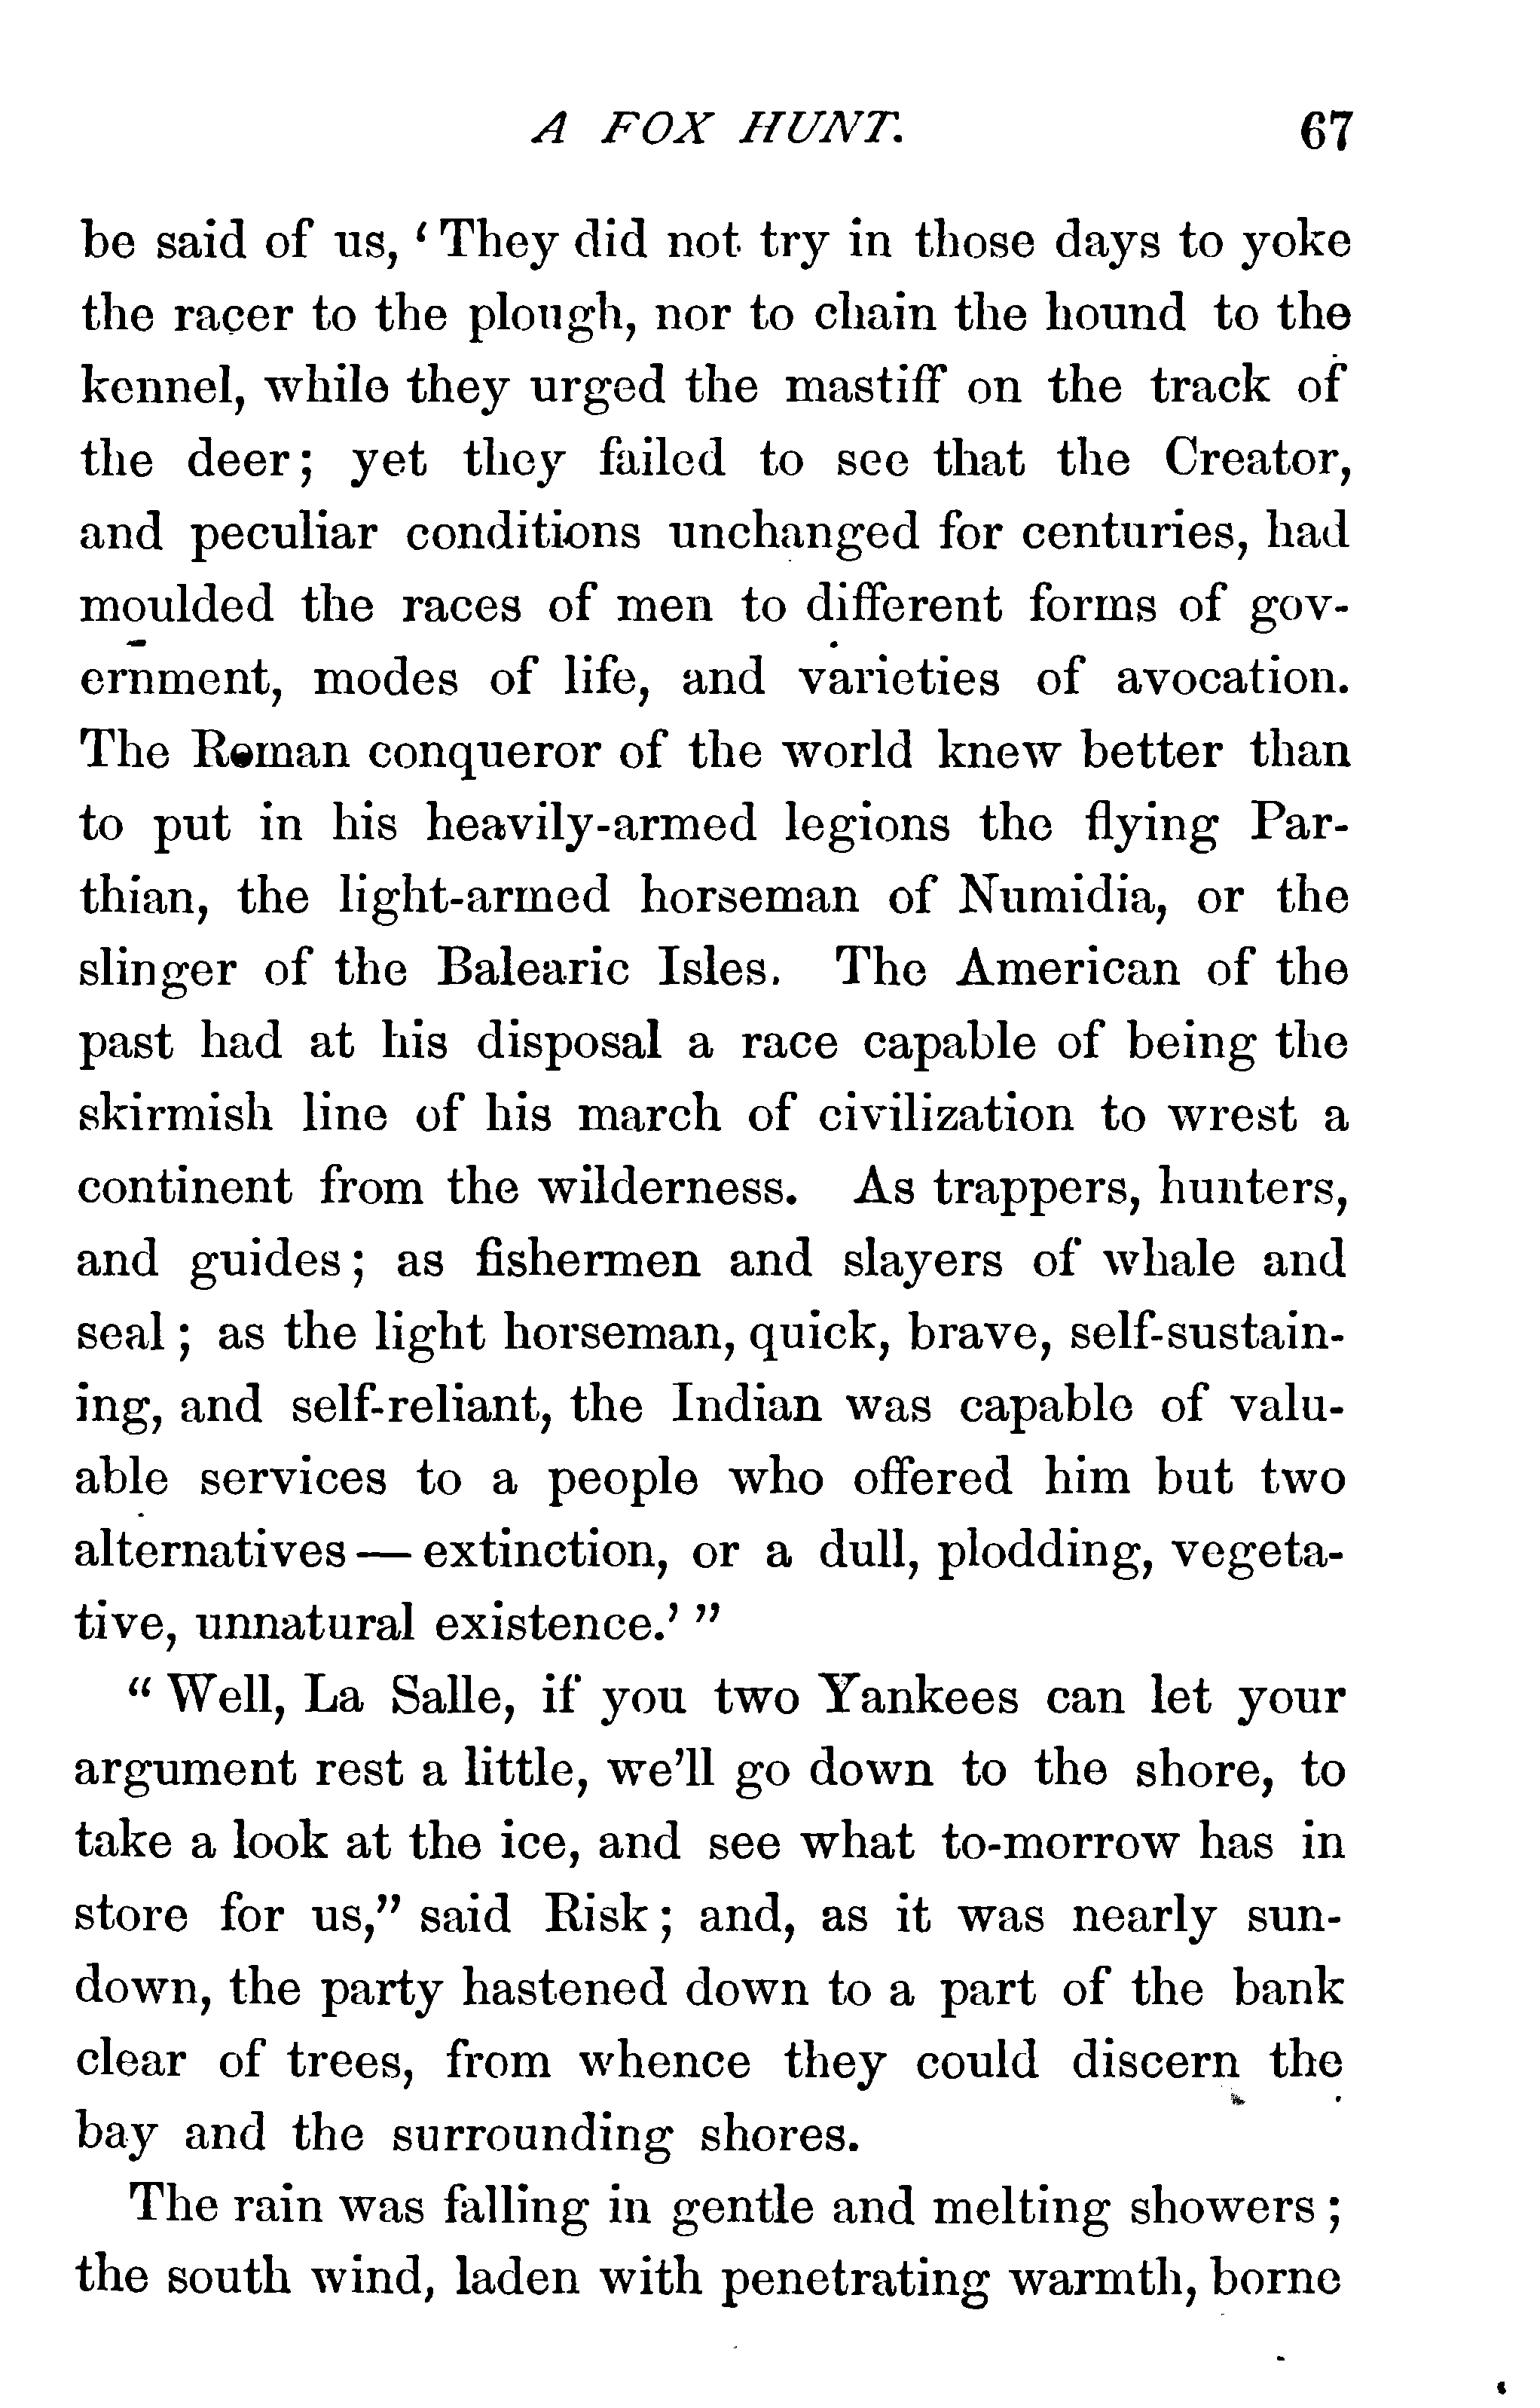 A FOX HUNT. 67
be said of us, ‘They did not try in those days to yoke
the racer to the plough, nor to chain the hound to the
kennel, while they urged the mastiff on the track of
the deer; yet they failed to see that the Creator,
and peculiar conditions unchanged for centuries, had
moulded the races of men to different forms of gov-
ernment, modes of life, and varieties of avocation.
The Roman conqueror of the world knew better than
to put in his heavily-armed legions the flying Par-
thian, the light-armed horseman of Numidia, or the
slinger of the Balearic Isles. The American of the
past had at his disposal a race capable of being the
skirmish line of his march of civilization to wrest a
continent from the wilderness. As trappers, hunters,
and guides; as fishermen and slayers of whale and
seal; as the light horseman, quick, brave, self-sustain-
ing, and self-reliant, the Indian was capable of valu-
able services to a people who offered him but two
alternatives — extinction, or a dull, plodding, vegeta-
tive, unnatural existence.’ ”
“Well, La Salle, if you two Yankees can let your
argument rest a little, we’ll go down to the shore, to
take a look at the ice, and see what to-morrow has in
store for us,” said Risk; and, as it was nearly sun-
down, the party hastened down to a part of the bank
clear of trees, from whence they could discern the
bay and the surrounding shores.
The rain was falling in gentle and melting showers;
the south wind, laden with penetrating warmth, borne